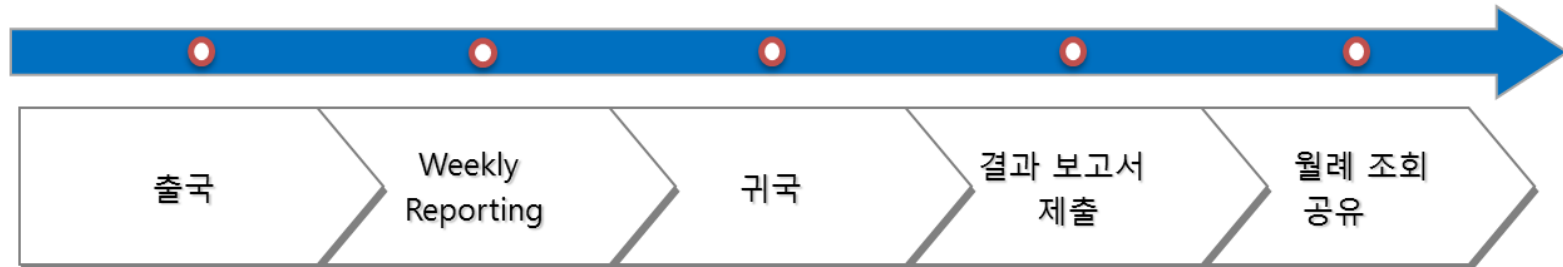 출국
Weekly
Reporting
귀국
결과 보고서
제출
월례 조회
공유